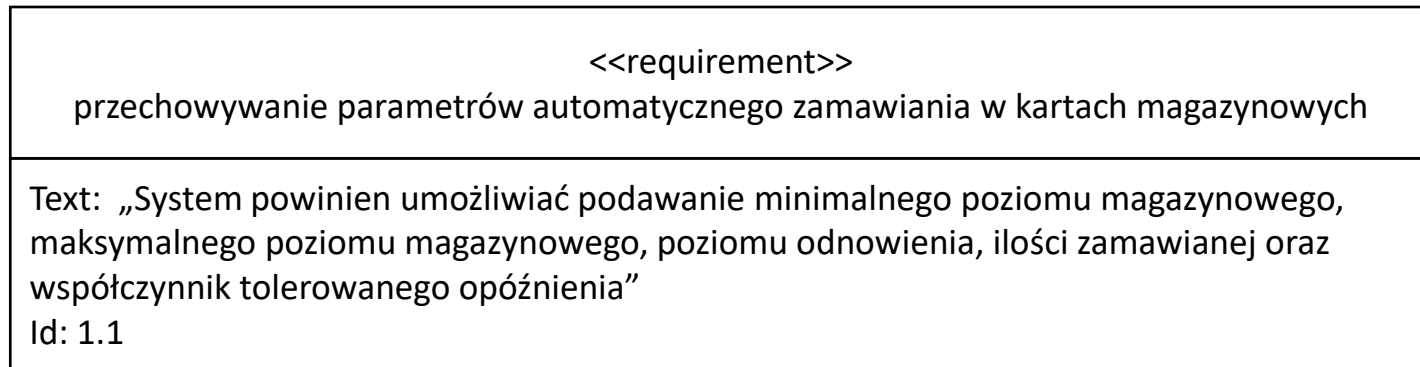 <<requirement>>
przechowywanie parametrów automatycznego zamawiania w kartach magazynowych
Text: „System powinien umożliwiać podawanie minimalnego poziomu magazynowego,
maksymalnego poziomu magazynowego, poziomu odnowienia, ilości zamawianej oraz
współczynnik tolerowanego opóźnienia”
Id: 1.1